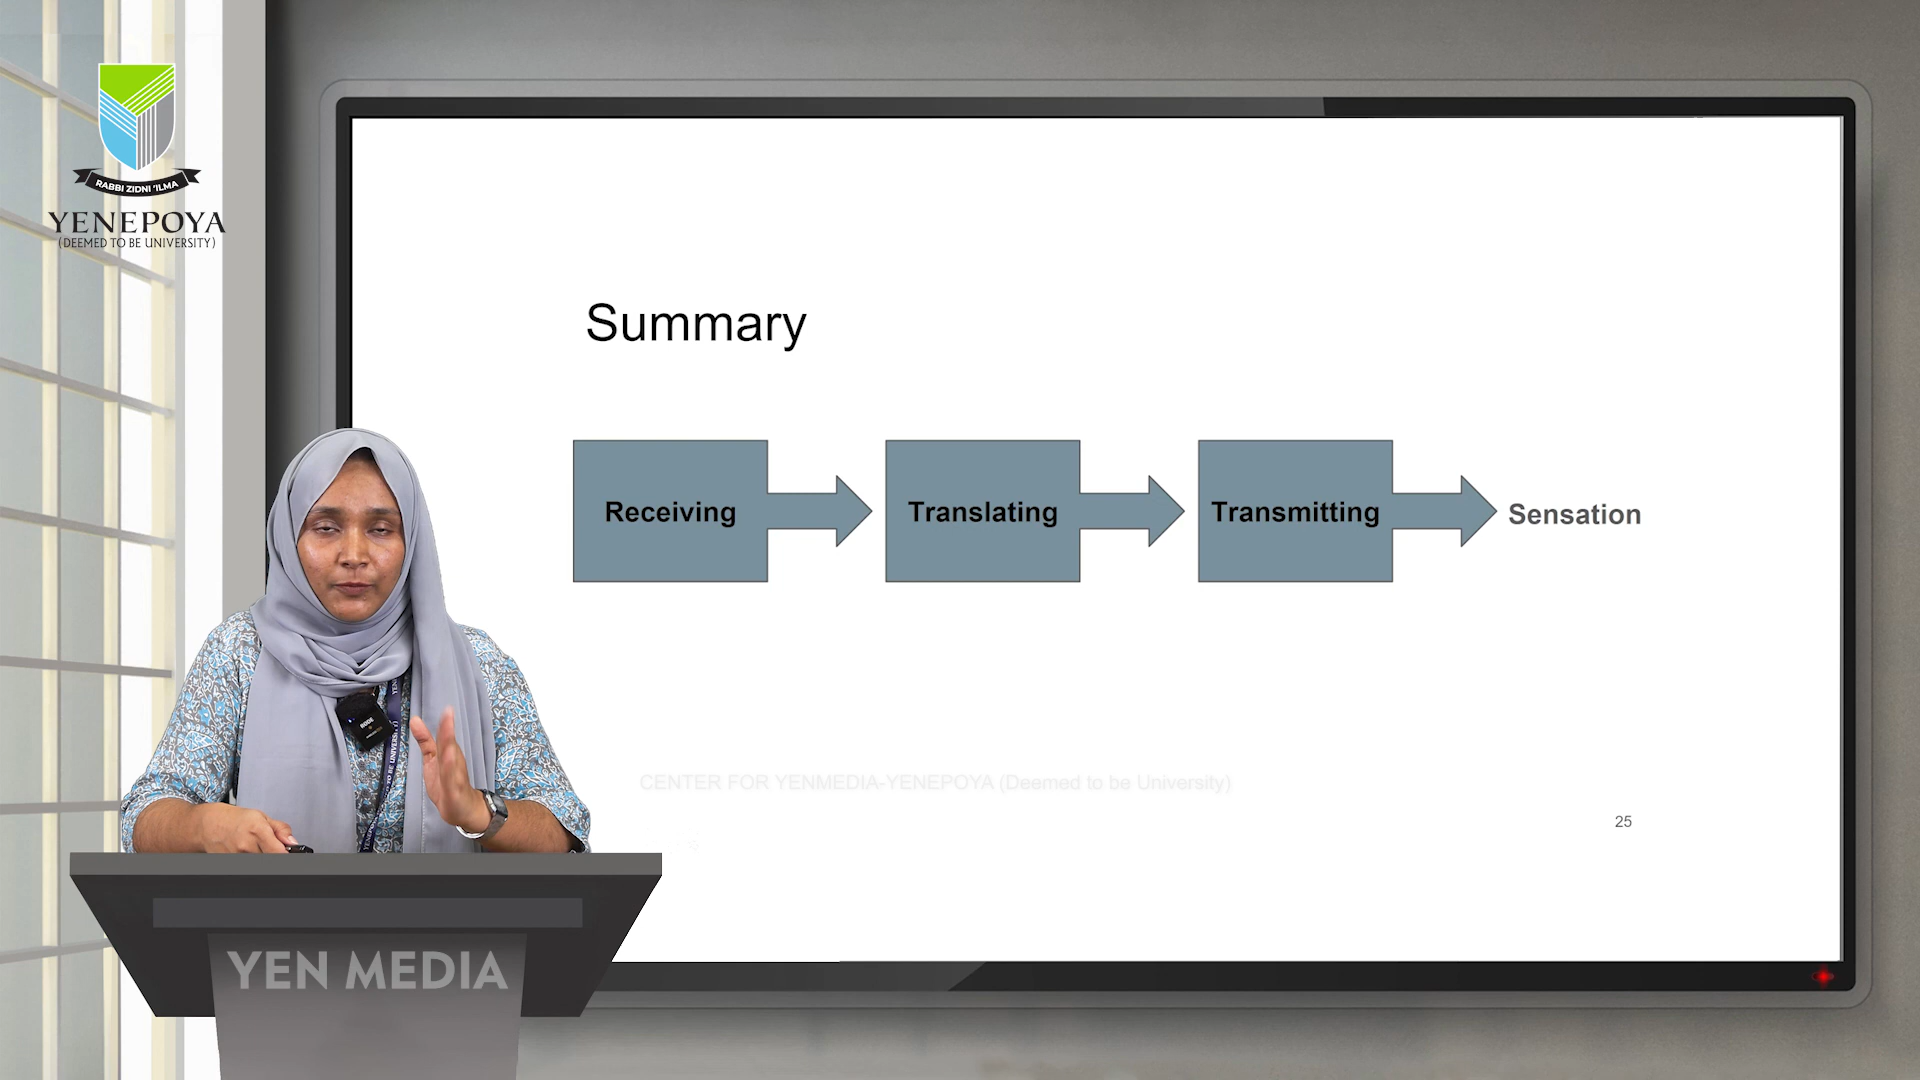 RABBI ZIDNI 'ILMA
YENEPOYA
(DEEMED TO BE UNIVERSITY)
Summary
Receiving
Translating
Transmitting
Sensation
CENTER FOR YENMEDIA-YENEPOYA (Deemed to be University)
25
YEN MEDIA